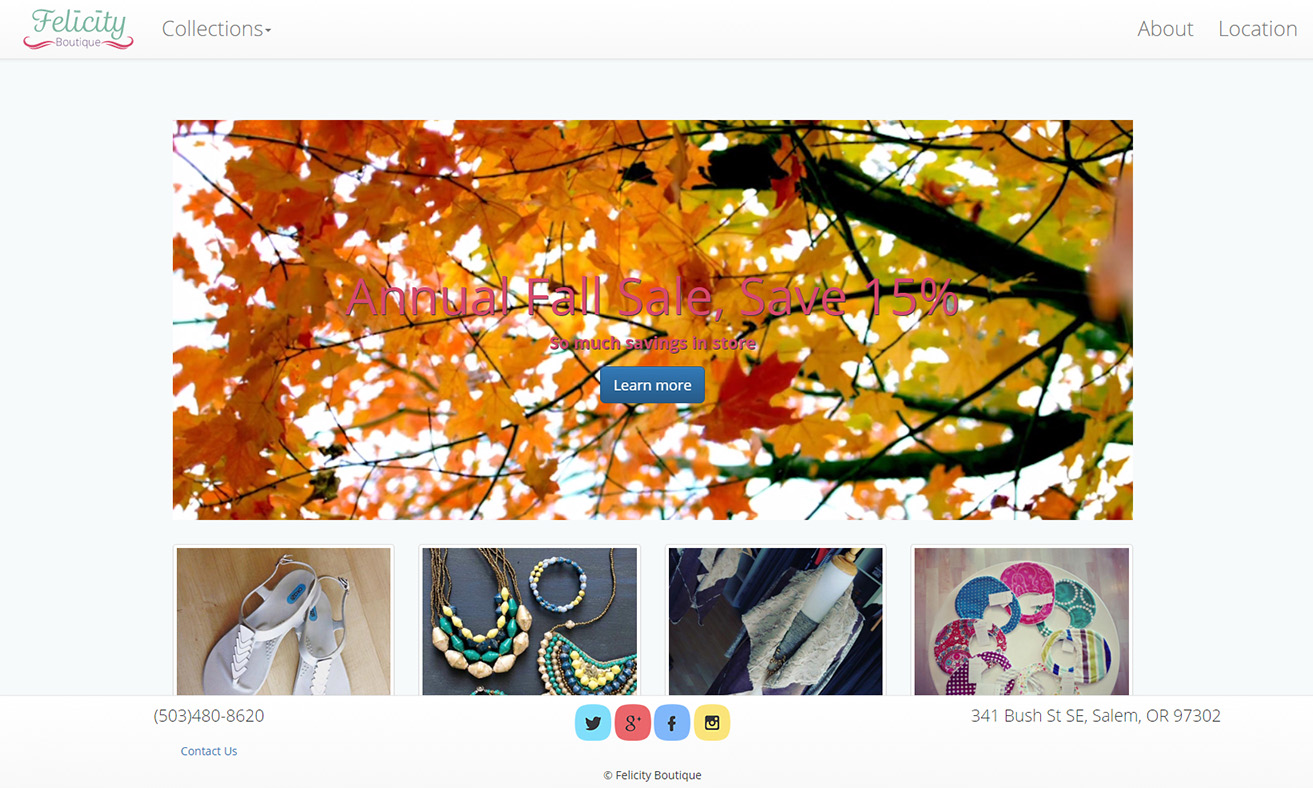 Felicity
Boutique
Collections
About
Location
Annual Fall Sale, Save 15%
So much savings in store
Learn more
(503)480-8620
341 Bush St SE, Salem, OR 97302
Contact Us
© Felicity Boutique